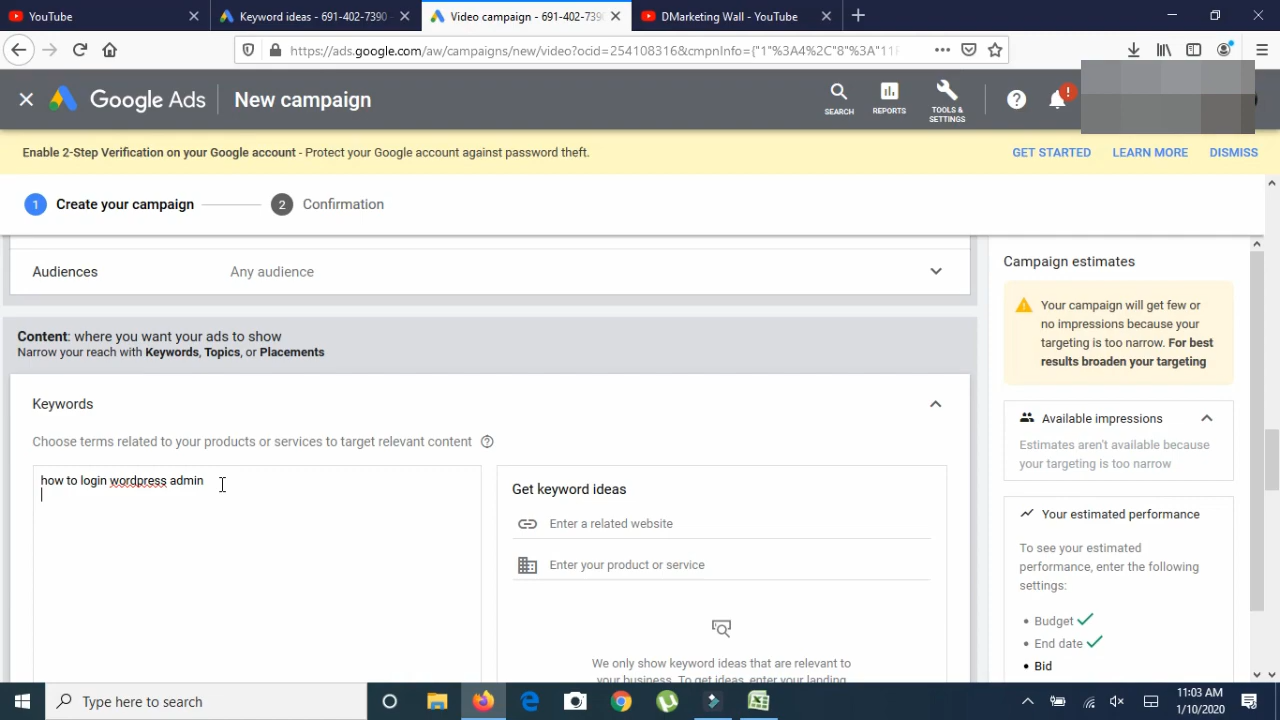 YouTube
Keyword ideas - 691-402-7390
Video campaign - 691-402-739
DMarketing Wall - YouTube
https://ads.google.com/aw/campaigns/new/video?ocid=254108316&cmpnInfo={"1"%3A4%2C"8"%3A"11F
Google Ads
New campaign
SEARCH
REPORTS
TOOLS &
SETTINGS
Enable 2-Step Verification on your Google account - Protect your Google account against password theft.
GET STARTED
LEARN MORE
DISMISS
1 Create your campaign
2 Confirmation
Audiences
Any audience
Content: where you want your ads to show
Narrow your reach with Keywords, Topics, or Placements
Keywords
Choose terms related to your products or services to target relevant content
how to login wordpress admin
Get keyword ideas
Enter a related website
Enter your product or service
We only show keyword ideas that are relevant to
your business. To get ideas, enter your landing
Campaign estimates
Your campaign will get few or
no impressions because your
targeting is too narrow. For best
results broaden your targeting
Available impressions
Estimates aren't available because
your targeting is too narrow
Your estimated performance
To see your estimated
performance, enter the following
settings:
• Budget
• End date
• Bid
Type here to search
11:03 AM
1/10/2020